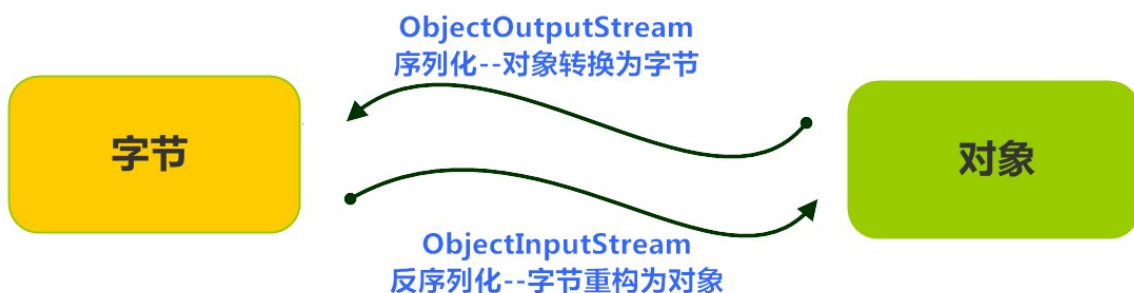 ObjectOutputStream
序列化--对象转换为字节
字节
对象
ObjectInputStream
反序列化--字节重构为对象